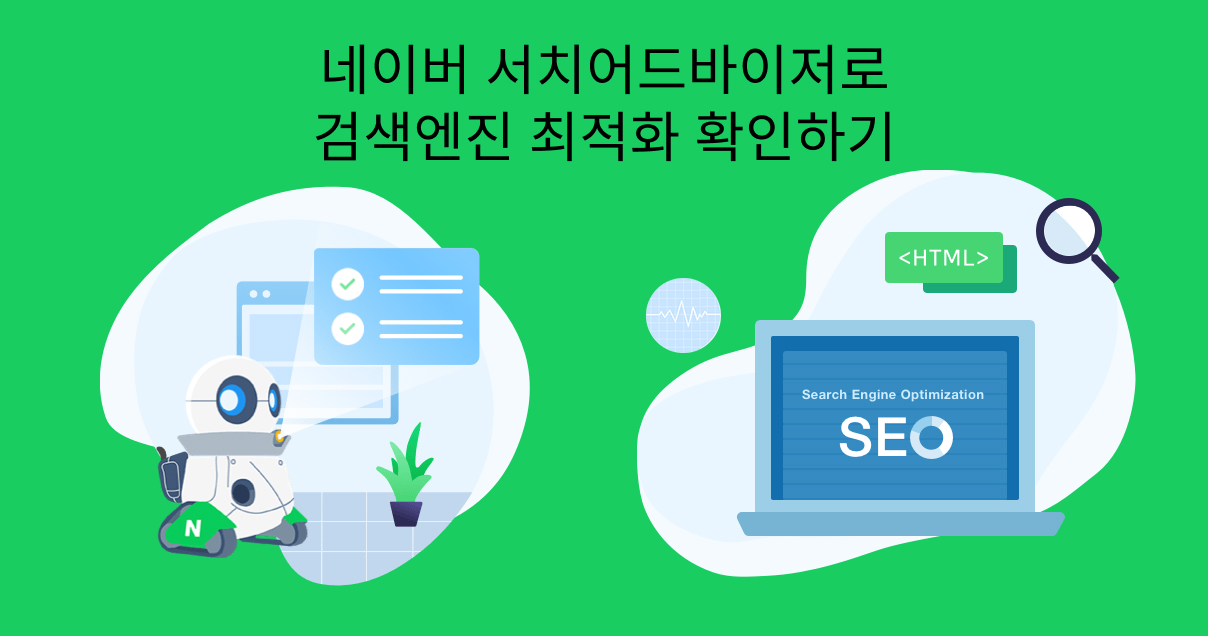 네이버 서치어드바이저로
검색엔진 최적화 확인하기
<HTML>
Search Engine Optimization
SEO
N